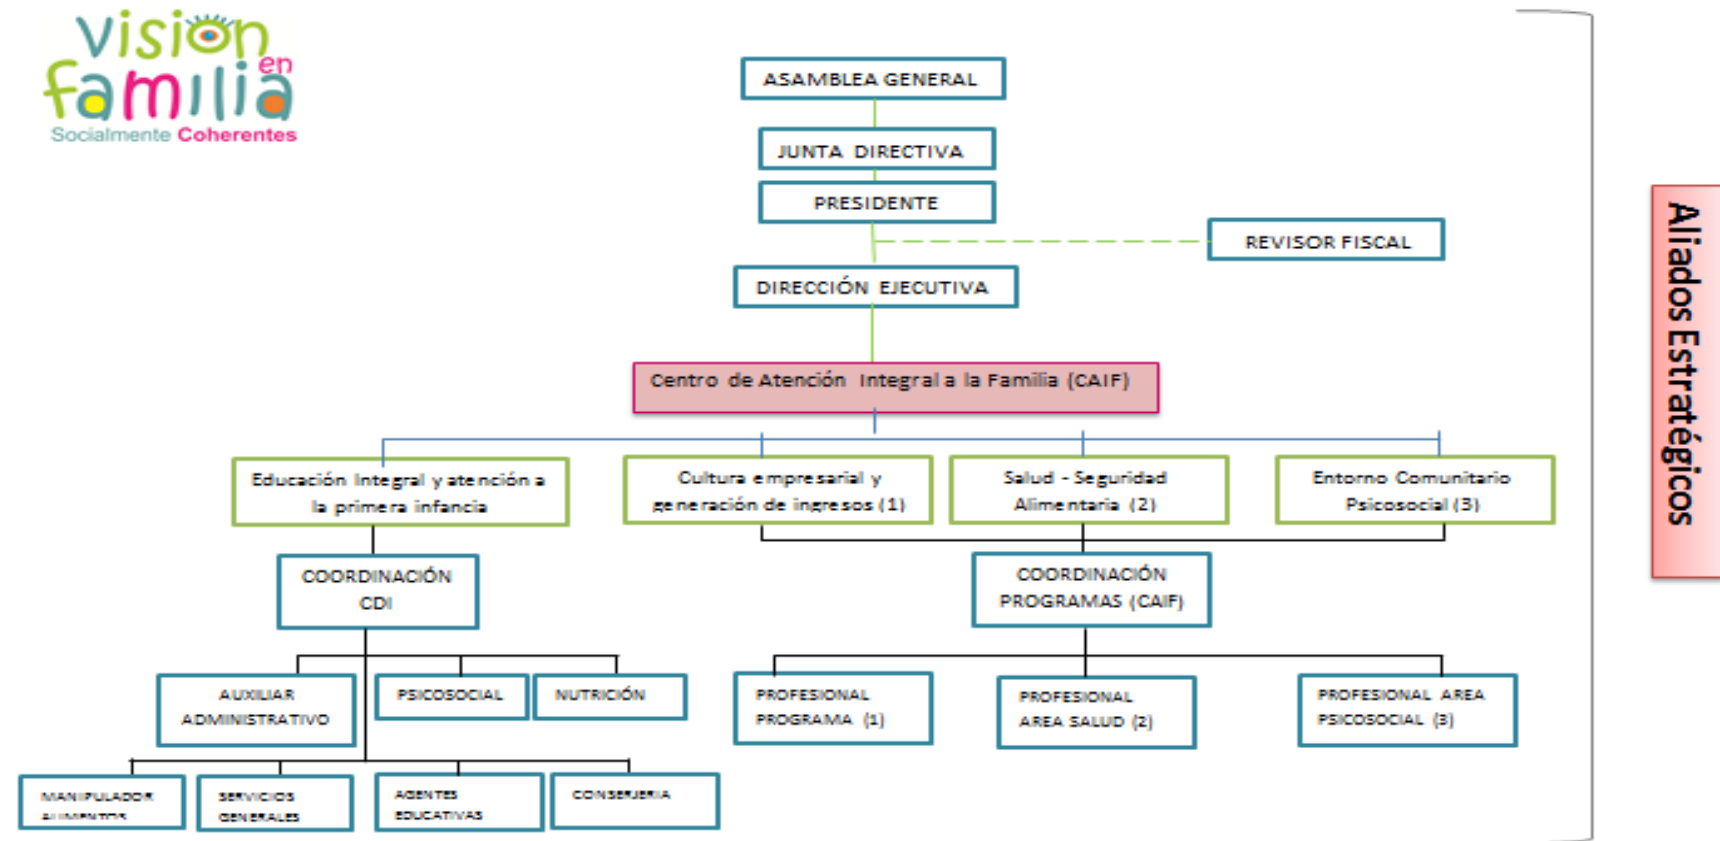 visión
en
familia
Socialmente Coherentes
ASAMBLEA GENERAL
JUNTA DIRECTIVA
PRESIDENTE
REVISOR FISCAL
DIRECCIÓN EJECUTIVA
Centro de Atención Integral a la Familia (CAIF)
Educación Integral y atención a
la primera infancia
Cultura empresarial y
generación de ingresos (1)
Salud - Seguridad
Alimentaria (2)
Entorno Comunitario
Psicosocial (3)
COORDINACIÓN
CDI
COORDINACIÓN
PROGRAMAS (CAIF)
AUXILIAR
ADMINISTRATIVO
PSICOSOCIAL
NUTRICIÓN
PROFESIONAL
PROGRAMA (1)
PROFESIONAL
AREA SALUD (2)
PROFESIONAL AREA
PSICOSOCIAL (3)
MANIPULADOR
ALIMENTOS
SERVICIOS
GENERALES
AGENTES
EDUCATIVAS
CONSERJERIA
Aliados Estratégicos